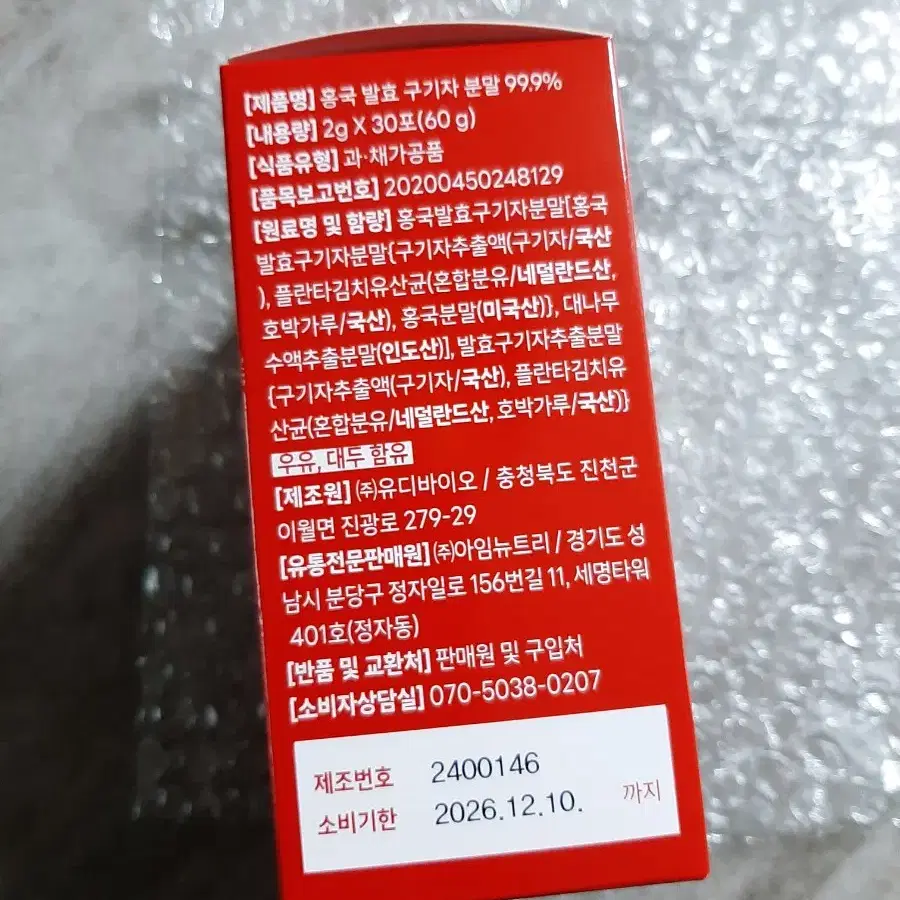 [제품명] 홍국 발효 구기자 분말 99.9%
[내용량] 2g X 30포(60 g)
[식품유형] 과·채가공품
[품목보고번호] 20200450248129
[원료명 및 함량] 홍국발효구기자분말[홍국
발효구기자분말{구기자추출액(구기자/국산
), 플란타김치유산균(혼합분유/네덜란드산,
호박가루/국산), 홍국분말(미국산)}, 대나무
수액추출분말(인도산)], 발효구기자추출분말
{구기자추출액(구기자/국산), 플란타김치유
산균(혼합분유/네덜란드산, 호박가루/국산)}
우유, 대두 함유
[제조원] (주)유디바이오 / 충청북도 진천군
이월면 진광로 279-29
[유통전문판매원] (주)아임뉴트리 / 경기도 성
남시 분당구 정자일로 156번길 11, 세명타워
401호(정자동)
[반품 및 교환처] 판매원 및 구입처
[소비자상담실] 070-5038-0207
제조번호 2400146
소비기한 2026.12.10. 까지